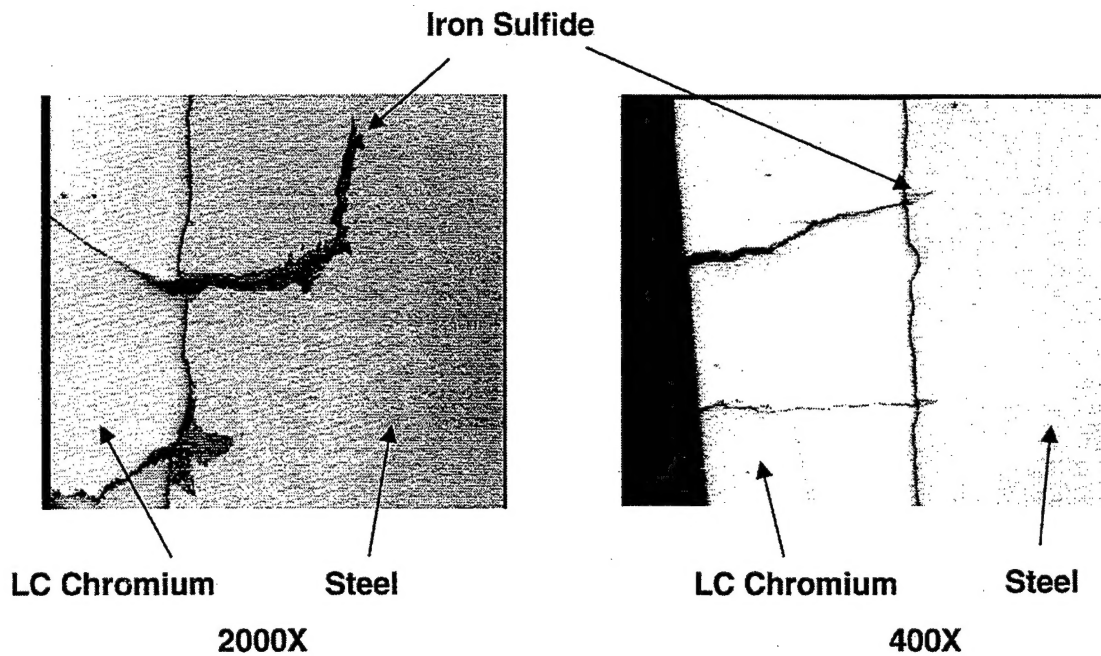 Iron Sulfide
LC Chromium
Steel
LC Chromium
Steel
2000X
400X